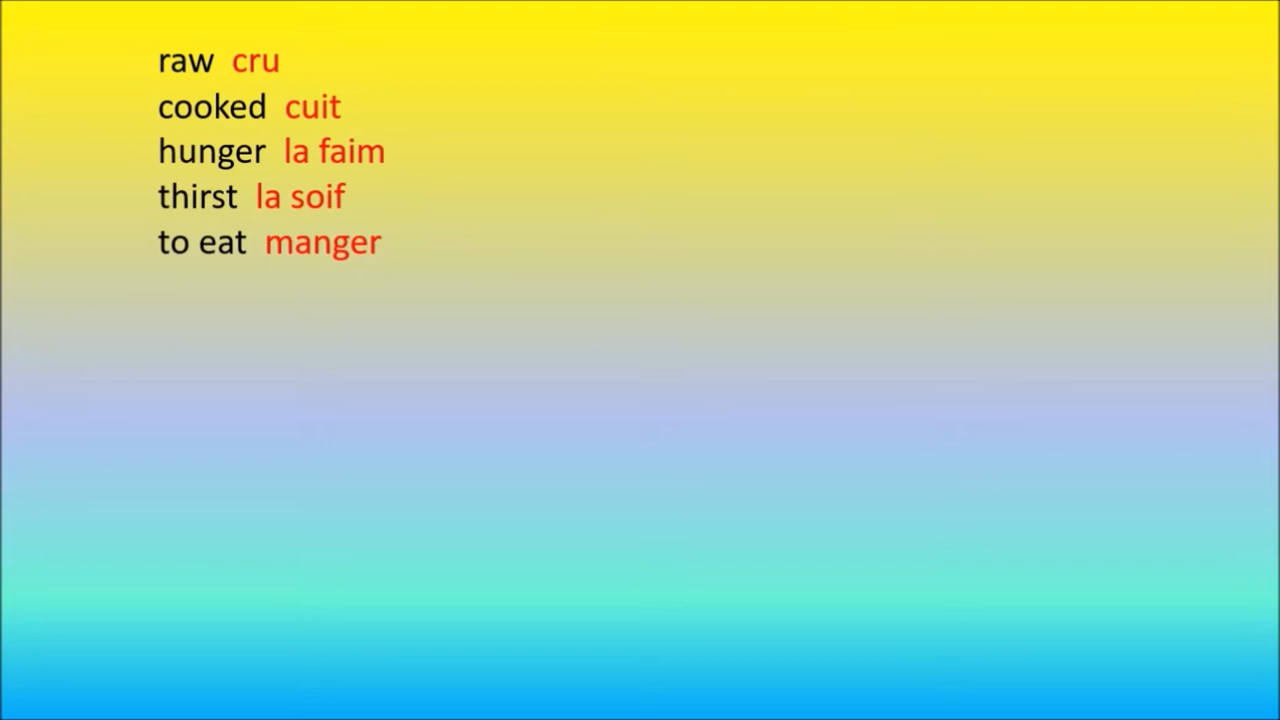 raw cru
cooked cuit
hunger la faim
thirst la soif
to eat manger